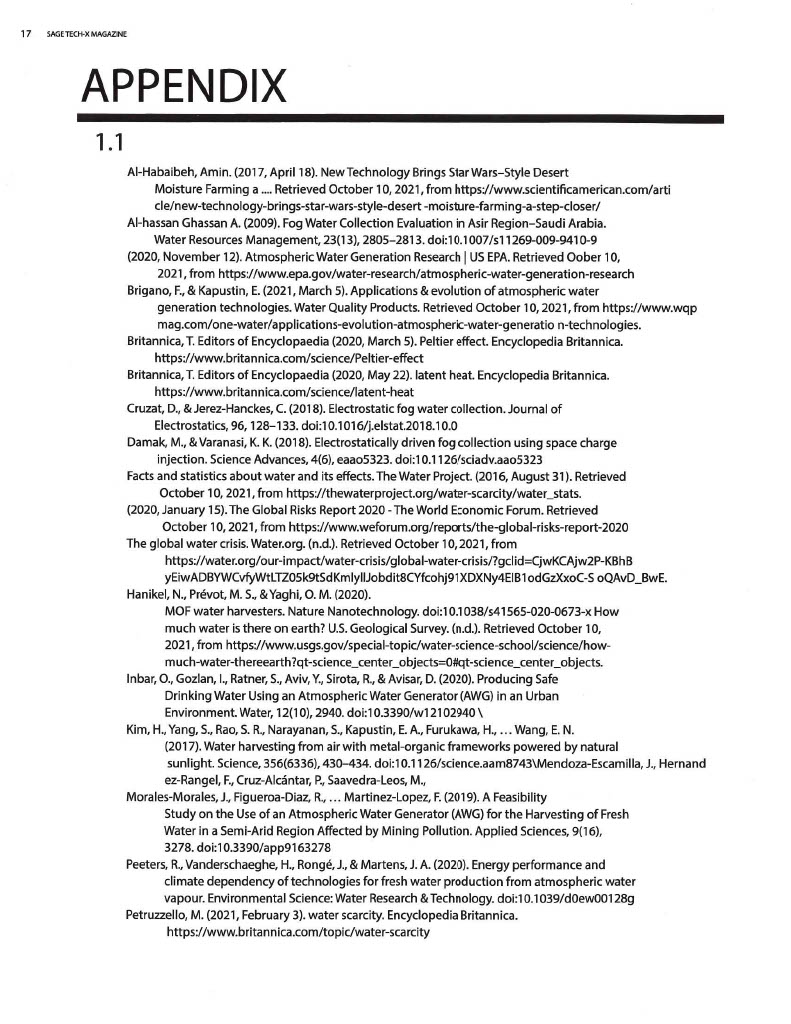 17 SAGE TECH-X MAGAZINE
APPENDIX
1.1
Al-Habaibeh, Amin. (2017, April 18). New Technology Brings Star Wars–Style Desert
Moisture Farming a .... Retrieved October 10, 2021, from https://www.scientificamerican.com/arti
cle/new-technology-brings-star-wars-style-desert -moisture-farming-a-step-closer/
Al-hassan Ghassan A. (2009). Fog Water Collection Evaluation in Asir Region–Saudi Arabia.
Water Resources Management, 23(13), 2805–2813. doi:10.1007/s11269-009-9410-9
(2020, November 12). Atmospheric Water Generation Research | US EPA. Retrieved Oober 10,
2021, from https://www.epa.gov/water-research/atmospheric-water-generation-research
Brigano, F., & Kapustin, E. (2021, March 5). Applications & evolution of atmospheric water
generation technologies. Water Quality Products. Retrieved October 10, 2021, from https://www.wqp
mag.com/one-water/applications-evolution-atmospheric-water-generatio n-technologies.
Britannica, T. Editors of Encyclopaedia (2020, March 5). Peltier effect. Encyclopedia Britannica.
https://www.britannica.com/science/Peltier-effect
Britannica, T. Editors of Encyclopaedia (2020, May 22). latent heat. Encyclopedia Britannica.
https://www.britannica.com/science/latent-heat
Cruzat, D., & Jerez-Hanckes, C. (2018). Electrostatic fog water collection. Journal of
Electrostatics, 96, 128–133. doi:10.1016/j.elstat.2018.10.0
Damak, M., & Varanasi, K. K. (2018). Electrostatically driven fog collection using space charge
injection. Science Advances, 4(6), eaao5323. doi:10.1126/sciadv.aao5323
Facts and statistics about water and its effects. The Water Project. (2016, August 31). Retrieved
October 10, 2021, from https://thewaterproject.org/water-scarcity/water_stats.
(2020, January 15). The Global Risks Report 2020 - The World Economic Forum. Retrieved
October 10, 2021, from https://www.weforum.org/reports/the-global-risks-report-2020
The global water crisis. Water.org. (n.d.). Retrieved October 10, 2021, from
https://water.org/our-impact/water-crisis/global-water-crisis/?gclid=CjwKCAjw2P-KBhB
yEiwADBYWCvfyWtLTZ05k9tSdKmlyllJobdit8CYfcohj91XDXNy4EIB1odGzXxoC-S oQAvD_BwE.
Hanikel, N., Prévot, M. S., & Yaghi, O. M. (2020).
MOF water harvesters. Nature Nanotechnology. doi:10.1038/s41565-020-0673-x How
much water is there on earth? U.S. Geological Survey. (n.d.). Retrieved October 10,
2021, from https://www.usgs.gov/special-topic/water-science-school/science/how-
much-water-thereearth?qt-science_center_objects=0#qt-science_center_objects.
Inbar, O., Gozlan, I., Ratner, S., Aviv, Y., Sirota, R., & Avisar, D. (2020). Producing Safe
Drinking Water Using an Atmospheric Water Generator (AWG) in an Urban
Environment. Water, 12(10), 2940. doi:10.3390/w12102940 \
Kim, H., Yang, S., Rao, S. R., Narayanan, S., Kapustin, E. A., Furukawa, H., … Wang, E. N.
(2017). Water harvesting from air with metal-organic frameworks powered by natural
sunlight. Science, 356(6336), 430–434. doi:10.1126/science.aam8743\Mendoza-Escamilla, J., Hernand
ez-Rangel, F., Cruz-Alcántar, P., Saavedra-Leos, M.,
Morales-Morales, J., Figueroa-Diaz, R., … Martinez-Lopez, F. (2019). A Feasibility
Study on the Use of an Atmospheric Water Generator (AWG) for the Harvesting of Fresh
Water in a Semi-Arid Region Affected by Mining Pollution. Applied Sciences, 9(16),
3278. doi:10.3390/app9163278
Peeters, R., Vanderschaeghe, H., Rongé, J., & Martens, J. A. (2020). Energy performance and
climate dependency of technologies for fresh water production from atmospheric water
vapour. Environmental Science: Water Research & Technology. doi:10.1039/d0ew00128g
Petruzzello, M. (2021, February 3). water scarcity. Encyclopedia Britannica.
https://www.britannica.com/topic/water-scarcity